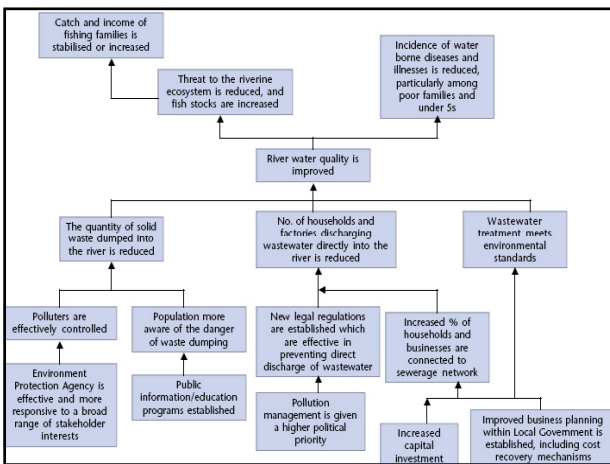 Catch and income of
fishing families is
stabilised or increased
Incidence of water
borne diseases and
illnesses is reduced,
particularly among
poor families and
under 5s
Threat to the riverine
ecosystem is reduced, and
fish stocks are increased
River water quality is
improved
The quantity of solid
waste dumped into
the river is reduced
No. of households and
factories discharging
wastewater directly into the
river is reduced
Wastewater
treatment meets
environmental
standards
Polluters are
effectively controlled
Population more
aware of the danger
of waste dumping
New legal regulations
are established which
are effective in
preventing direct
discharge of wastewater
Increased % of
households and
businesses are
connected to
sewerage network
Environment
Protection Agency is
effective and more
responsive to a broad
range of stakeholder
interests
Public
information/education
programs established
Pollution
management is given
a higher political
priority
Increased
capital
investment
Improved business planning
within Local Government is
established, including cost
recovery mechanisms